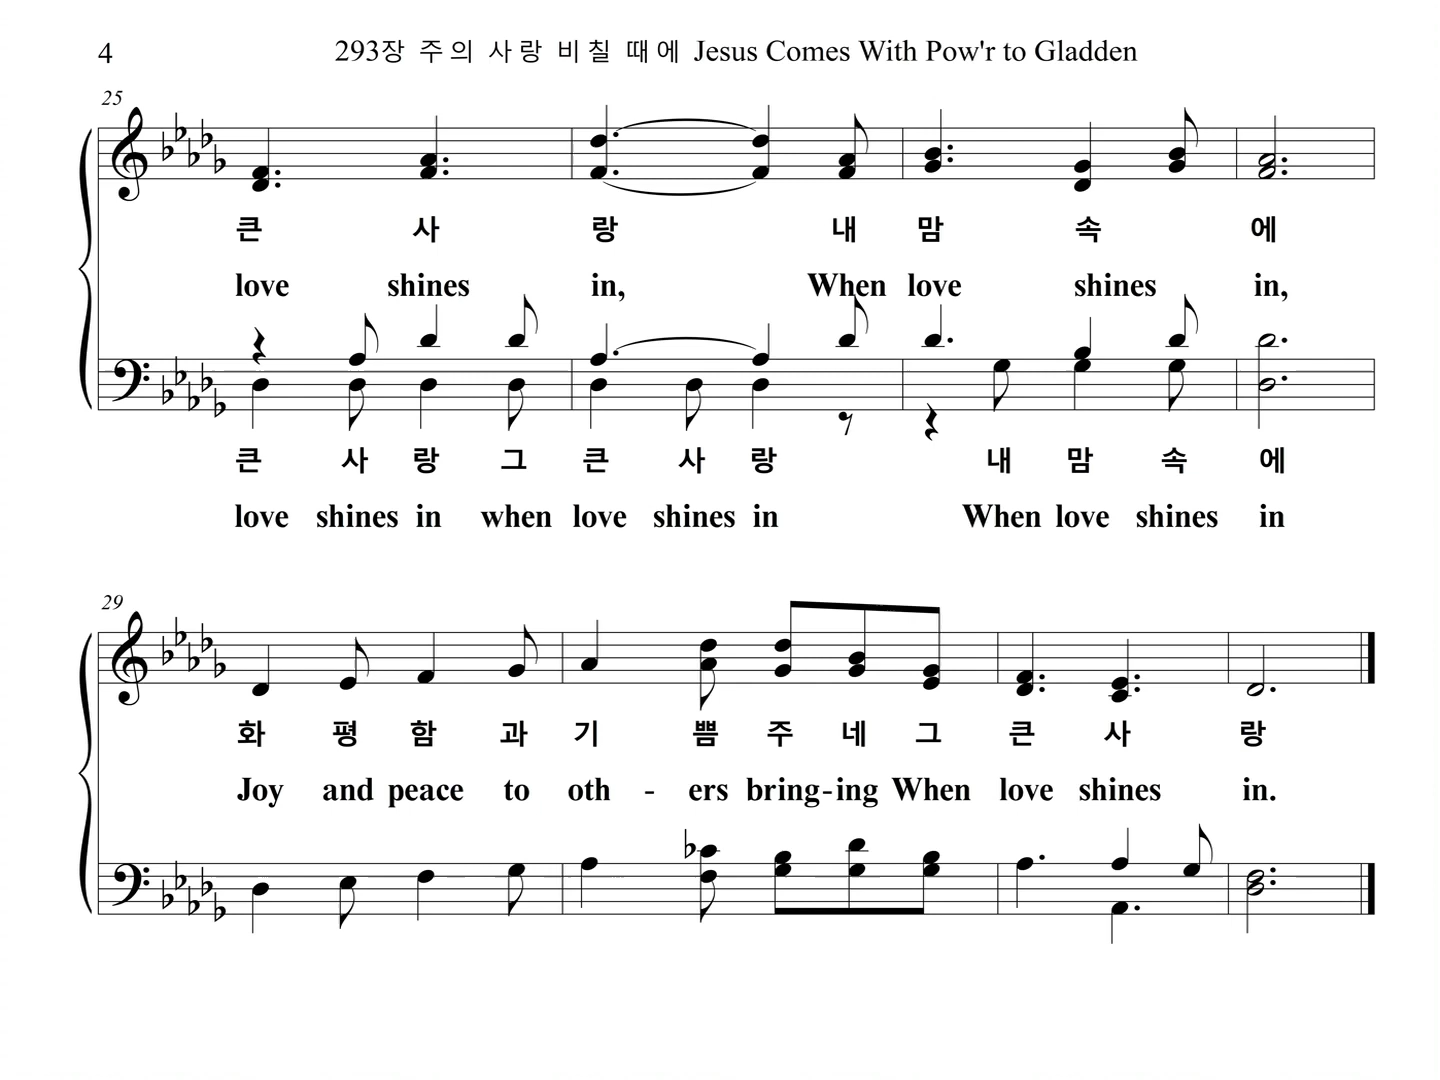 4
293장 주의 사랑 비칠 때에 Jesus Comes With Pow'r to Gladden
25
큰 사 랑 내 맘 속 에
love shines in, When love shines in,
큰 사 랑 그 큰 사 랑 내 맘 속 에
love shines in when love shines in When love shines in
29
화 평 함 과 기 쁨 주 네 그 큰 사 랑
Joy and peace to oth - ers bring-ing When love shines in.